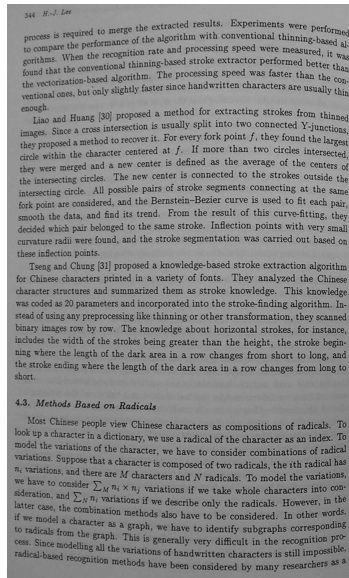 344 H.-J. Lee
process is required to merge the extracted results. Experiments were performed
to compare the performance of the algorithm with conventional thinning-based al-
gorithms. When the recognition rate and processing speed were measured, it was
found that the conventional thinning-based stroke extractor performed better than
the vectorization-based algorithm. The processing speed was faster than the con-
ventional ones, but only slightly faster since handwritten characters are usually thin
enough.
Liao and Huang [30] proposed a method for extracting strokes from thinned
images. Since a cross intersection is usually split into two connected Y-junctions,
they proposed a method to recover it. For every fork point f, they found the largest
circle within the character centered at f. If more than two circles intersected,
they were merged and a new center is defined as the average of the centers of
the intersecting circles. The new center is connected to the strokes outside the
intersecting circle. All possible pairs of stroke segments connecting at the same
fork point are considered, and the Bernstein–Bezier curve is used to fit each pair,
smooth the data, and find its trend. From the result of this curve-fitting, they
decided which pair belonged to the same stroke. Inflection points with very small
curvature radii were found, and the stroke segmentation was carried out based on
these inflection points.
Tseng and Chung [31] proposed a knowledge-based stroke extraction algorithm
for Chinese characters printed in a variety of fonts. They analyzed the Chinese
character structures and summarized them as stroke knowledge. This knowledge
was coded as 20 parameters and incorporated into the stroke-finding algorithm. In-
stead of using any preprocessing like thinning or other transformation, they scanned
binary images row by row. The knowledge about horizontal strokes, for instance,
includes the width of the strokes being greater than the height, the stroke begin-
ning where the length of the dark area in a row changes from short to long, and
the stroke ending where the length of the dark area in a row changes from long to
short.
4.3. Methods Based on Radicals
Most Chinese people view Chinese characters as compositions of radicals. To
look up a character in a dictionary, we use a radical of the character as an index. To
model the variations of the character, we have to consider combinations of radical
variations. Suppose that a character is composed of two radicals, the ith radical has
nᵢ variations, and there are M characters and N radicals. To model the variations,
we have to consider ∑_M nᵢ × nⱼ variations if we take whole characters into con-
sideration, and ∑_N nᵢ variations if we describe only the radicals. However, in the
latter case, the combination methods also have to be considered. In other words,
if we model a character as a graph, we have to identify subgraphs corresponding
to radicals from the graph. This is generally very difficult in the recognition pro-
cess. Since modelling all the variations of handwritten characters is still impossible,
radical-based recognition methods have been considered by many researchers as a